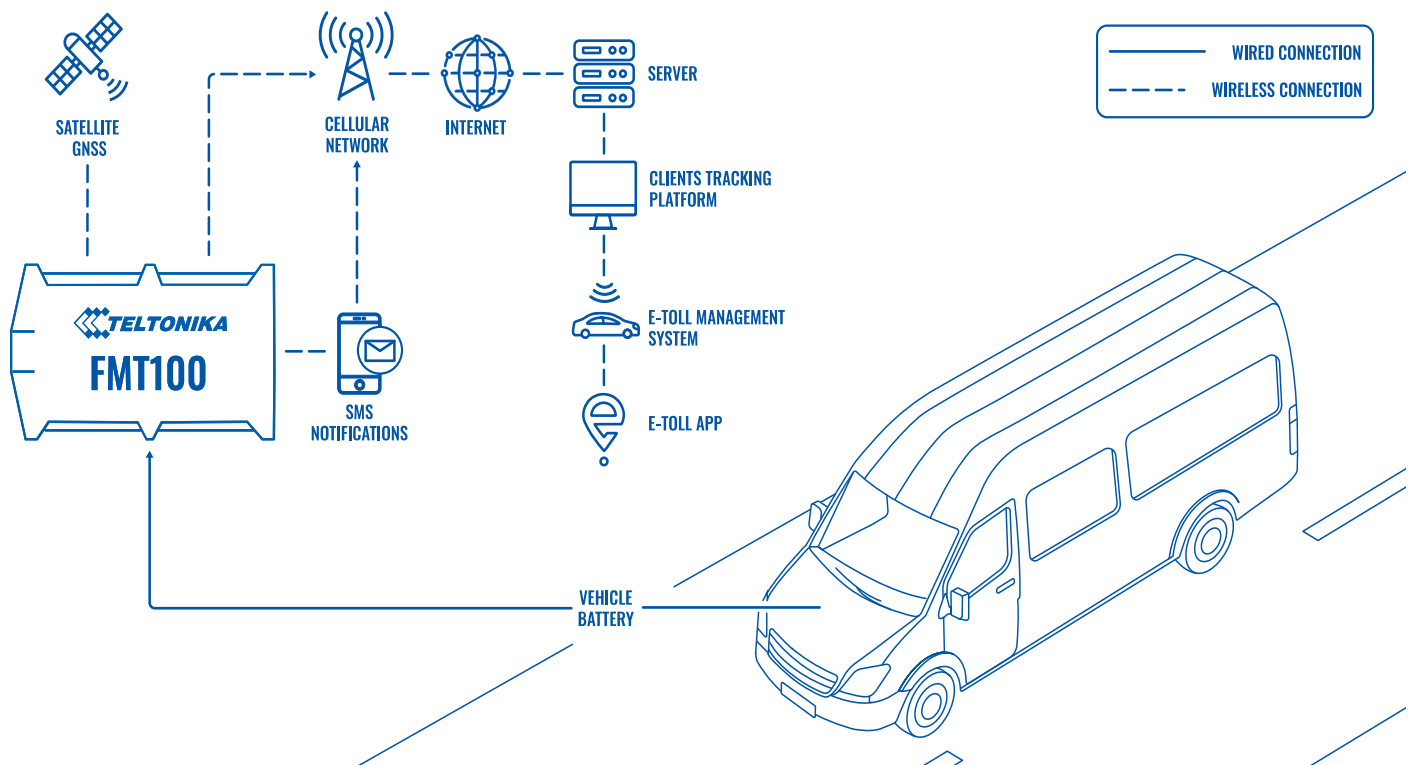 WIRED CONNECTION
WIRELESS CONNECTION
SATELLITE
GNSS
CELLULAR
NETWORK
INTERNET
SERVER
CLIENTS TRACKING
PLATFORM
TELTONIKA
FMT100
SMS
NOTIFICATIONS
E-TOLL MANAGEMENT
SYSTEM
E-TOLL APP
VEHICLE
BATTERY